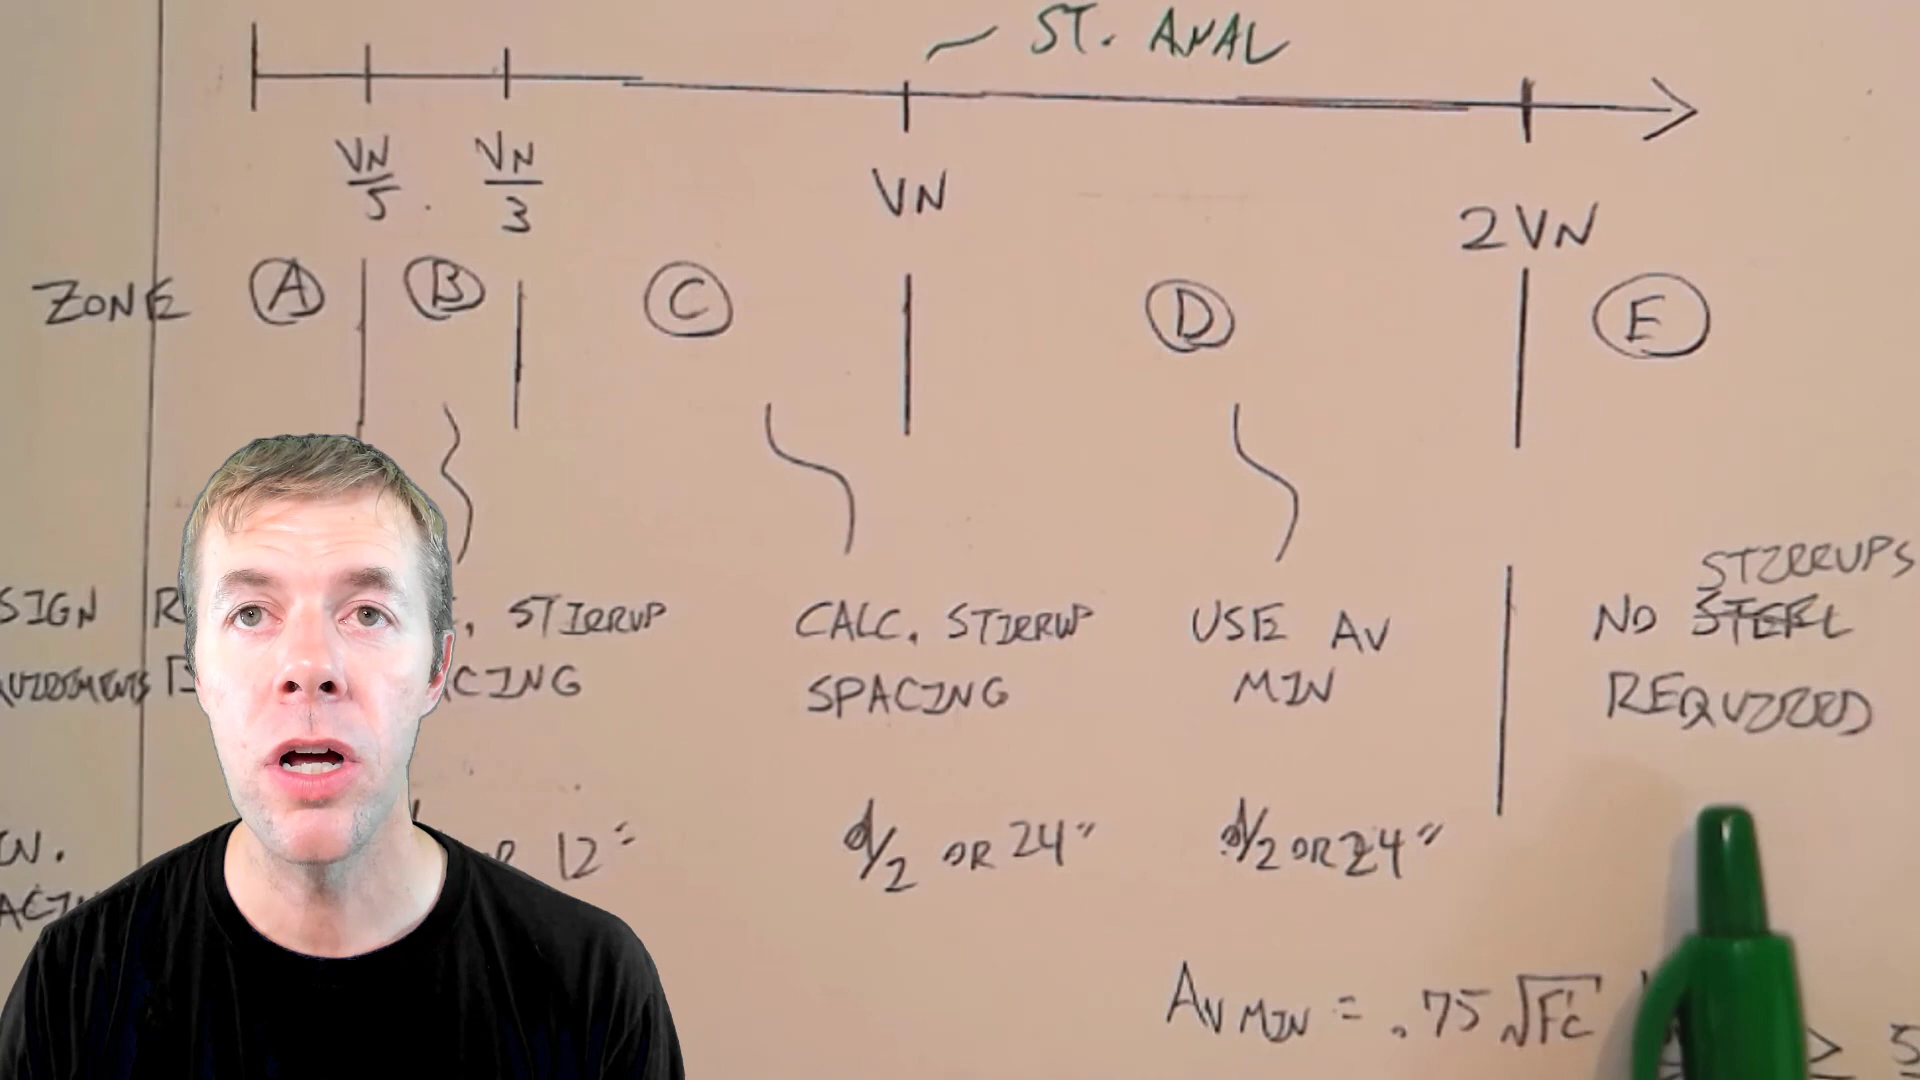 ST. ANAL
VN/5 VN/3 VN 2VN
ZONE A B C D E
SIGN R . STIRRUP CALC. STIRRUP USE AV NO STEEL STIRRUPS
CING SPACING MIN REQUIRED
12" d/2 OR 24" d/2 OR 24"
AV MIN = .75 √F'c ≥ 5